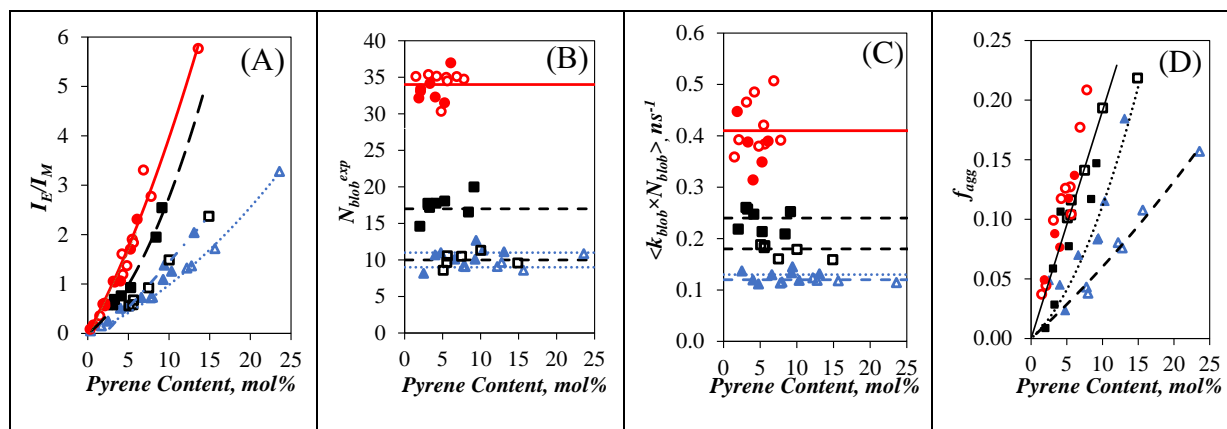 (A)
I_E/I_M
6
5
4
3
2
1
0
0 5 10 15 20 25
Pyrene Content, mol%
(B)
N_blob^exp
40
35
30
25
20
15
10
5
0
0 5 10 15 20 25
Pyrene Content, mol%
(C)
<k_blob×N_blob>, ns^-1
0.6
0.5
0.4
0.3
0.2
0.1
0.0
0 5 10 15 20 25
Pyrene Content, mol%
(D)
f_agg
0.25
0.20
0.15
0.10
0.05
0.00
0 5 10 15 20 25
Pyrene Content, mol%